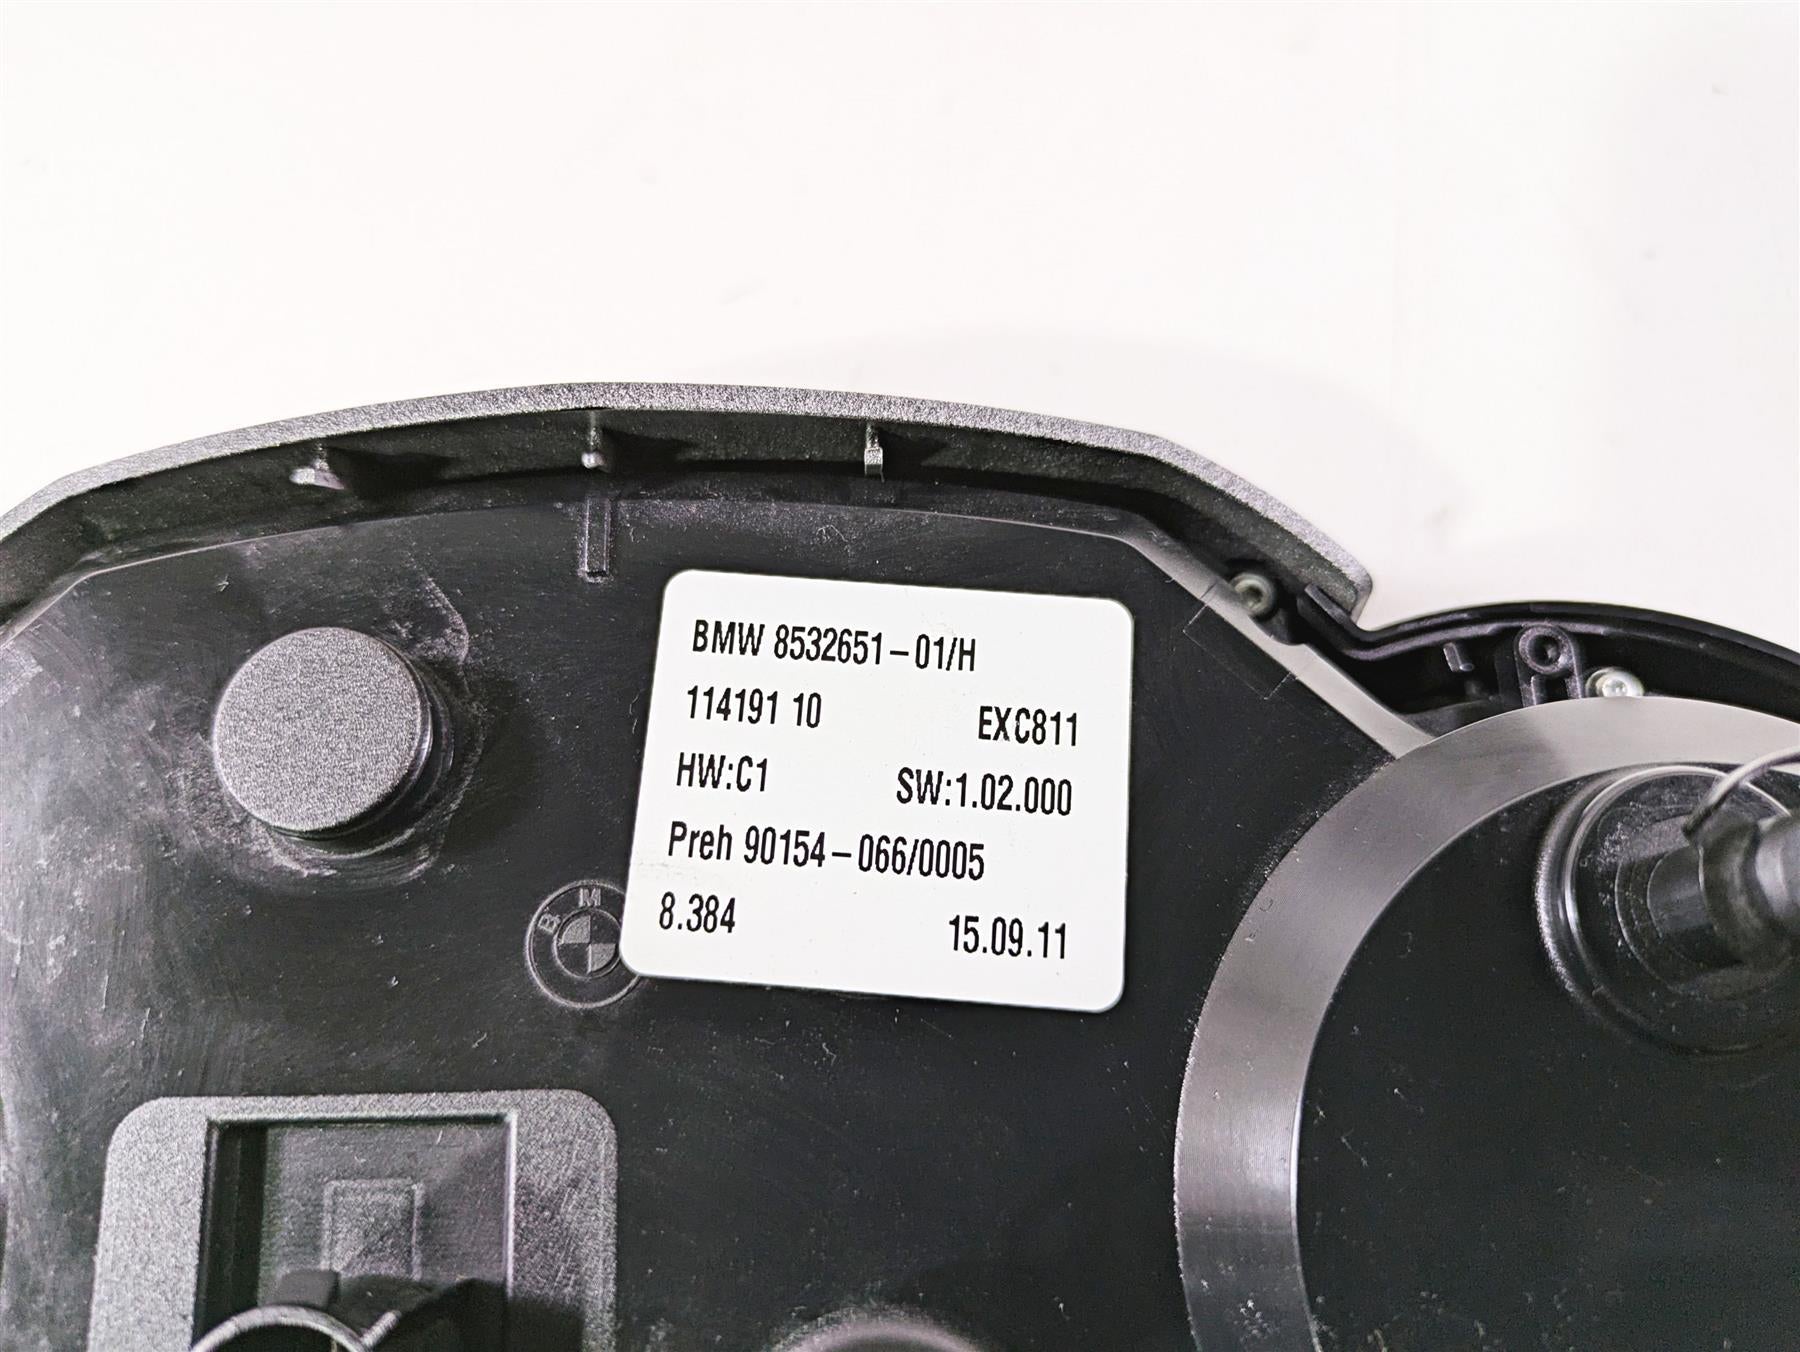 BMW 8532651-01/H
114191 10 EXC811
HW:C1 SW:1.02.000
Preh 90154-066/0005
8.384 15.09.11
BMW